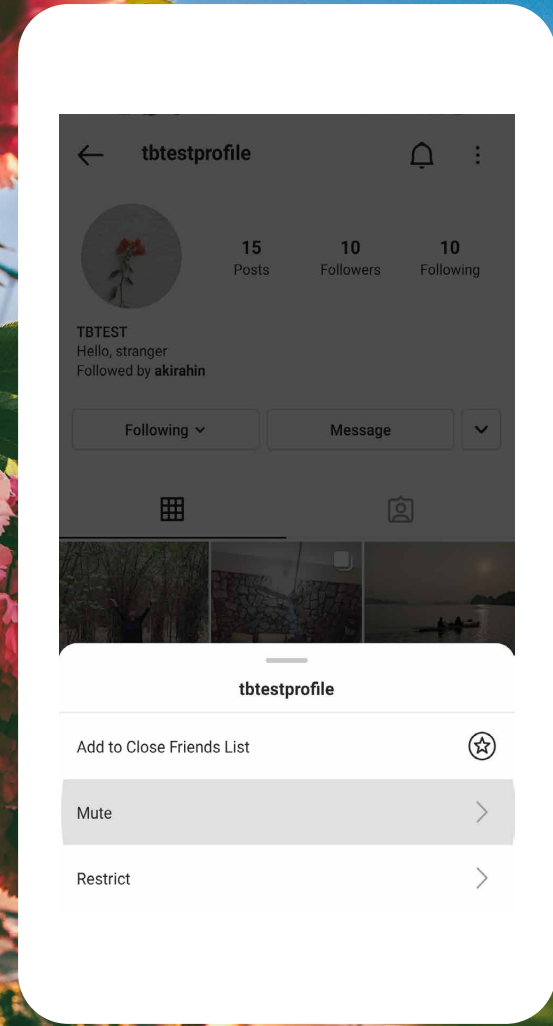 tbtestprofile
15 10 10
Posts Followers Following
TBTEST
Hello, stranger
Followed by akirahin
Following Message
tbtestprofile
Add to Close Friends List
Mute
Restrict